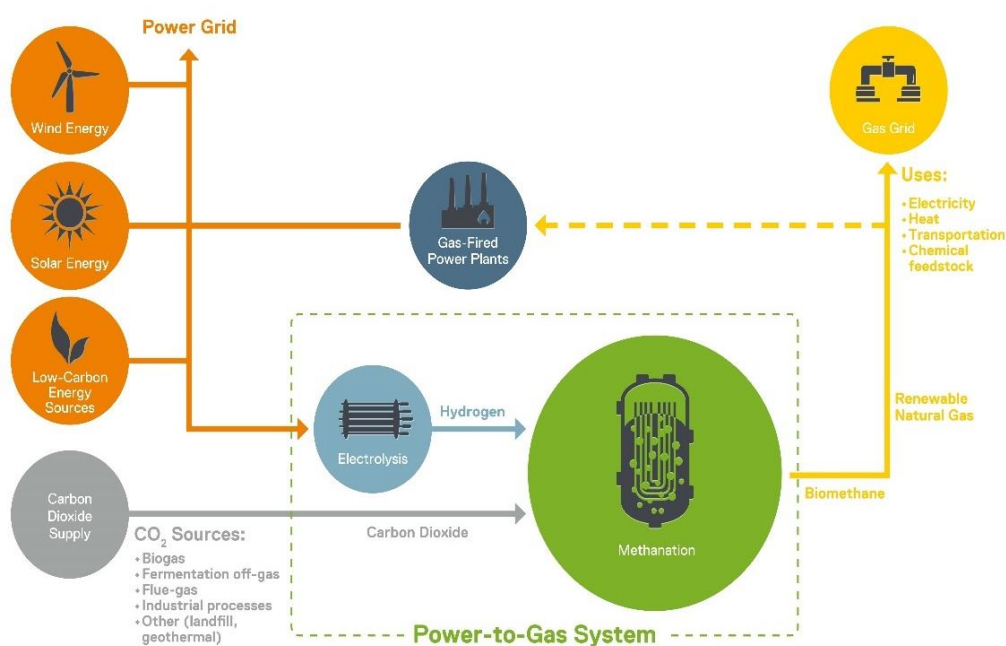 Power Grid
Wind Energy
Gas Grid
Uses:
• Electricity
• Heat
• Transportation
• Chemical
feedstock
Solar Energy
Gas-Fired
Power Plants
Low-Carbon
Energy
Sources
Hydrogen
Electrolysis
Renewable
Natural Gas
Biomethane
Carbon
Dioxide
Supply
Carbon Dioxide
Methanation
CO₂ Sources:
• Biogas
• Fermentation off-gas
• Flue-gas
• Industrial processes
• Other (landfill,
geothermal)
Power-to-Gas System